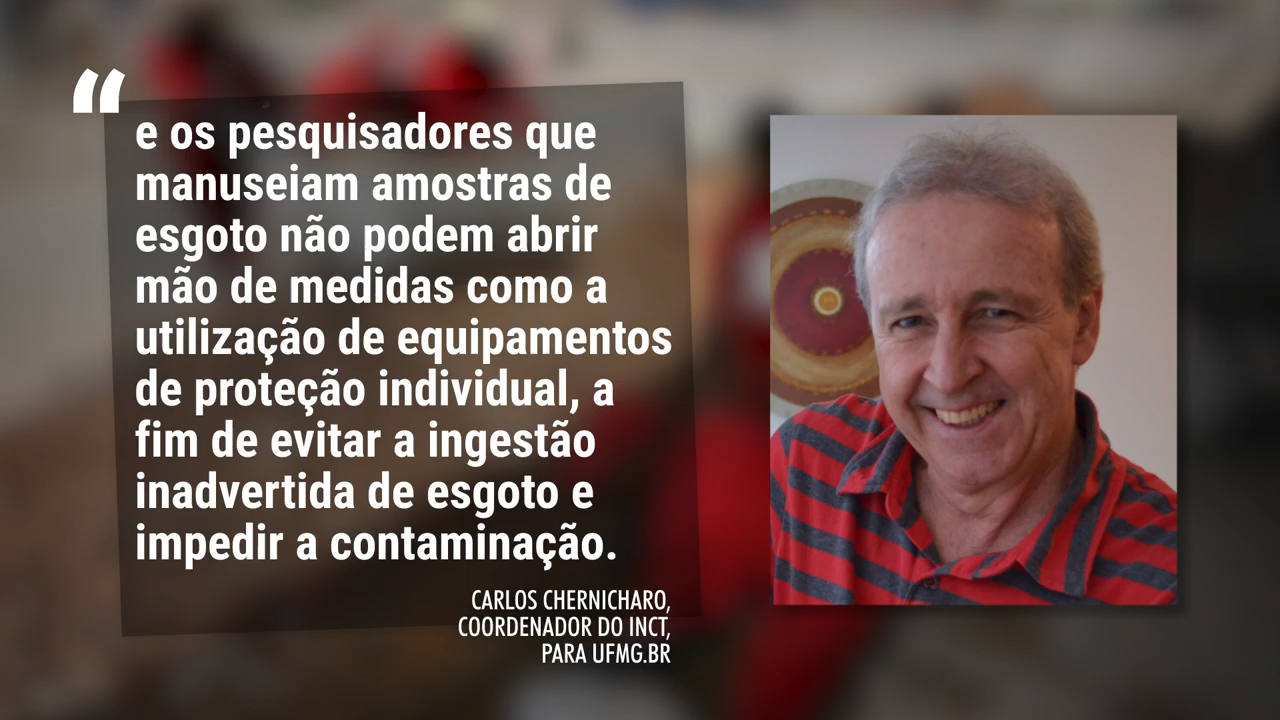 “
e os pesquisadores que
manuseiam amostras de
esgoto não podem abrir
mão de medidas como a
utilização de equipamentos
de proteção individual, a
fim de evitar a ingestão
inadvertida de esgoto e
impedir a contaminação.
CARLOS CHERNICHARO,
COORDENADOR DO INCT,
PARA UFMG.BR